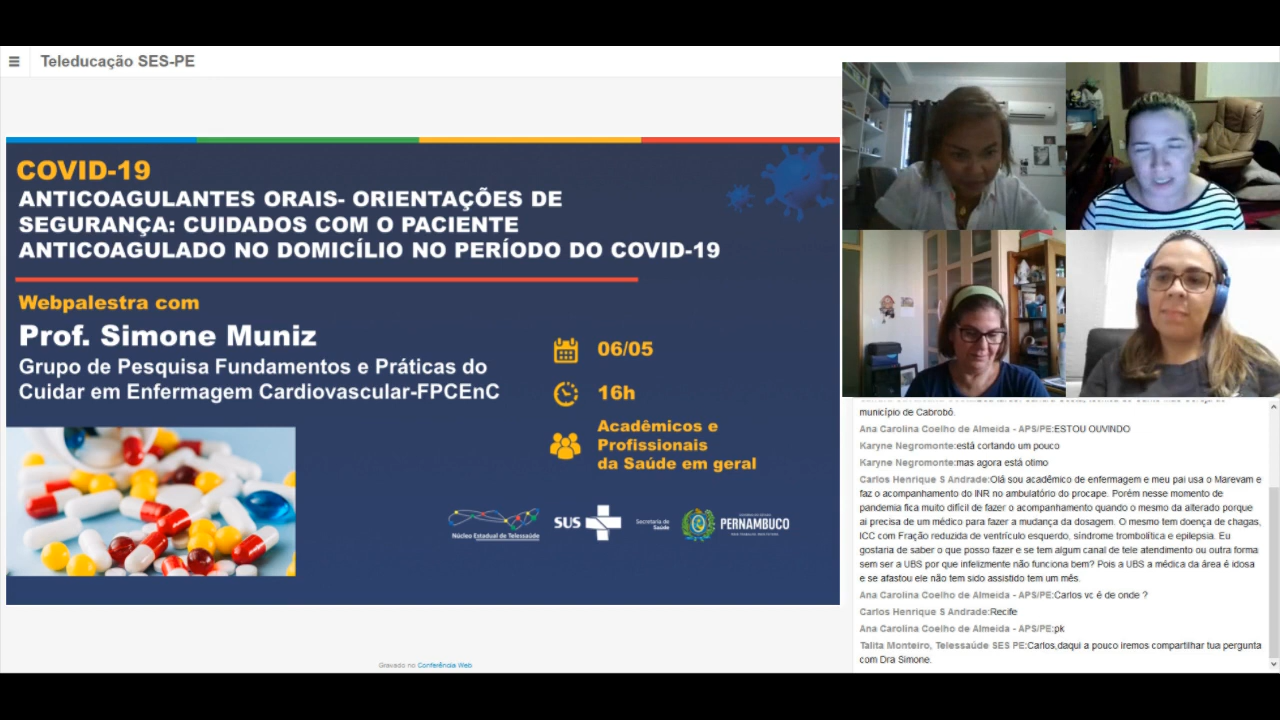 Teleducação SES-PE
COVID-19
ANTICOAGULANTES ORAIS- ORIENTAÇÕES DE
SEGURANÇA: CUIDADOS COM O PACIENTE
ANTICOAGULADO NO DOMICÍLIO NO PERÍODO DO COVID-19
Webpalestra com
Prof. Simone Muniz
Grupo de Pesquisa Fundamentos e Práticas do
Cuidar em Enfermagem Cardiovascular-FPCEnC
06/05
16h
Acadêmicos e
Profissionais
da Saúde em geral
Núcleo Estadual de Telessaúde
SUS
Secretaria de
Saúde
PERNAMBUCO
Gravado no Conferência Web
município de Cabrobó.
Ana Carolina Coelho de Almeida - APS/PE:ESTOU OUVINDO
Karyne Negromonte:está cortando um pouco
Karyne Negromonte:mas agora está otimo
Carlos Henrique S Andrade:Olá sou acadêmico de enfermagem e meu pai usa o Marevam e
faz o acompanhamento do INR no ambulatório do procape. Porém nesse momento de
pandemia fica muito difícil de fazer o acompanhamento quando o mesmo da alterado porque
ai precisa de um médico para fazer a mudança da dosagem. O mesmo tem doença de chagas,
ICC com Fração reduzida de ventrículo esquerdo, síndrome trombolítica e epilepsia. Eu
gostaria de saber o que posso fazer e se tem algum canal de tele atendimento ou outra forma
sem ser a UBS por que infelizmente não funciona bem? Pois a UBS a médica da área é idosa
e se afastou ele não tem sido assistido tem um mês.
Ana Carolina Coelho de Almeida - APS/PE:Carlos vc é de onde ?
Carlos Henrique S Andrade:Recife
Ana Carolina Coelho de Almeida - APS/PE:pk
Talita Monteiro, Telessaúde SES PE:Carlos,daqui a pouco iremos compartilhar tua pergunta
com Dra Simone.